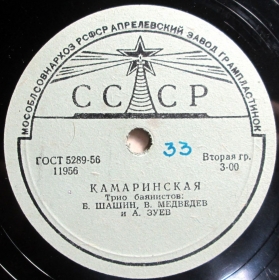 МОСОБЛСОВНАРХОЗ РСФСР АПРЕЛЕВСКИЙ ЗАВОД ГРАМПЛАСТИНОК
СССР
33
ГОСТ 5289-56
11956
Вторая гр.
3-00
КАМАРИНСКАЯ
Трио баянистов:
Б. ШАШИН, В. МЕДВЕДЕВ
и А. ЗУЕВ